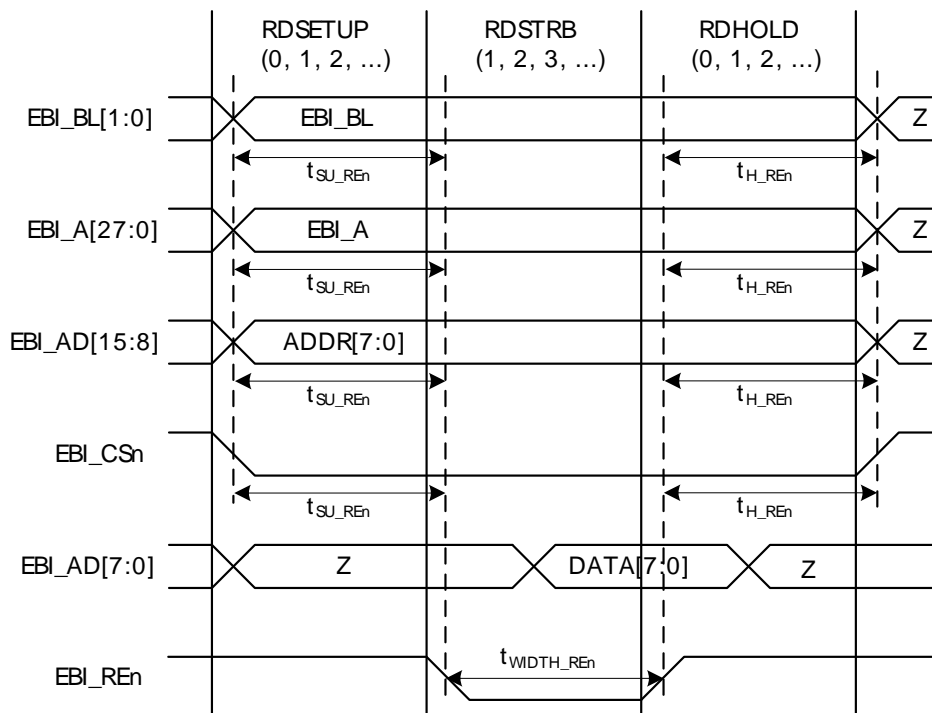 RDSETUP RDSTRB RDHOLD
(0, 1, 2, ...) (1, 2, 3, ...) (0, 1, 2, ...)
EBI_BL[1:0] EBI_BL Z
tSU_REn tH_REn
EBI_A[27:0] EBI_A Z
tSU_REn tH_REn
EBI_AD[15:8] ADDR[7:0] Z
tSU_REn tH_REn
EBI_CSn
tSU_REn tH_REn
EBI_AD[7:0] Z DATA[7:0] Z
tWIDTH_REn
EBI_REn